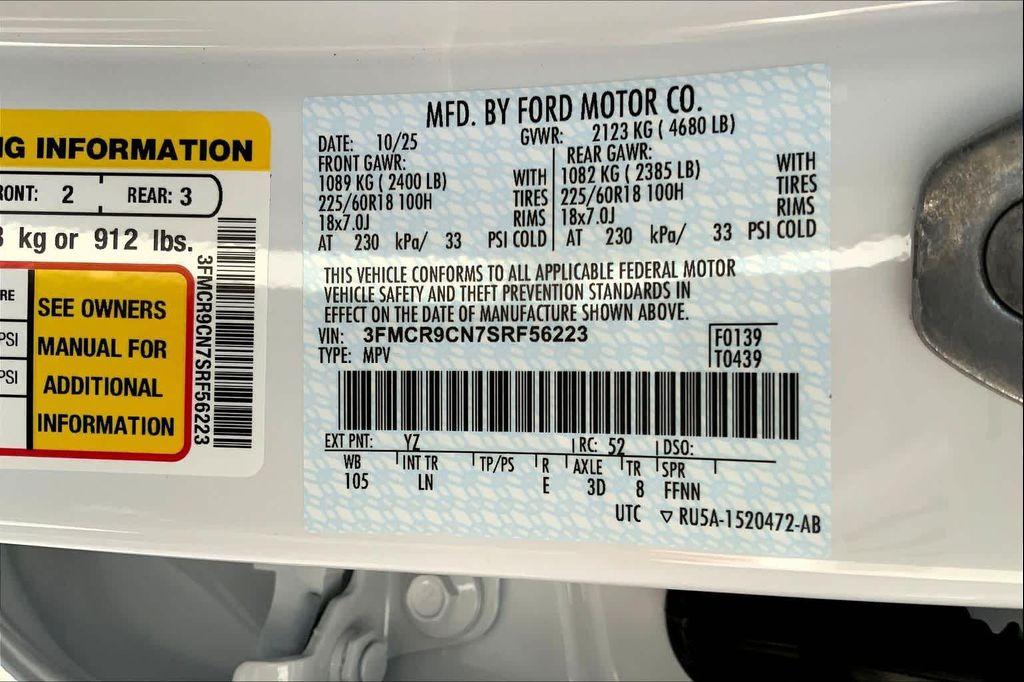 NG INFORMATION
RONT: 2 REAR: 3
kg or 912 lbs.
RE
PSI
PSI
SEE OWNERS
MANUAL FOR
ADDITIONAL
INFORMATION
3FMCR9CN7SRF56223
MFD. BY FORD MOTOR CO.
DATE: 10/25 GVWR: 2123 KG ( 4680 LB)
FRONT GAWR: REAR GAWR:
1089 KG ( 2400 LB) WITH 1082 KG ( 2385 LB) WITH
225/60R18 100H TIRES 225/60R18 100H TIRES
18x7.0J RIMS 18x7.0J RIMS
AT 230 kPa/ 33 PSI COLD AT 230 kPa/ 33 PSI COLD
THIS VEHICLE CONFORMS TO ALL APPLICABLE FEDERAL MOTOR
VEHICLE SAFETY AND THEFT PREVENTION STANDARDS IN
EFFECT ON THE DATE OF MANUFACTURE SHOWN ABOVE.
VIN: 3FMCR9CN7SRF56223 F0139
TYPE: MPV T0439
EXT PNT: YZ RC: 52 DSO:
WB INT TR TP/PS R AXLE TR SPR
105 LN E 3D 8 FFNN
UTC ▽ RU5A-1520472-AB